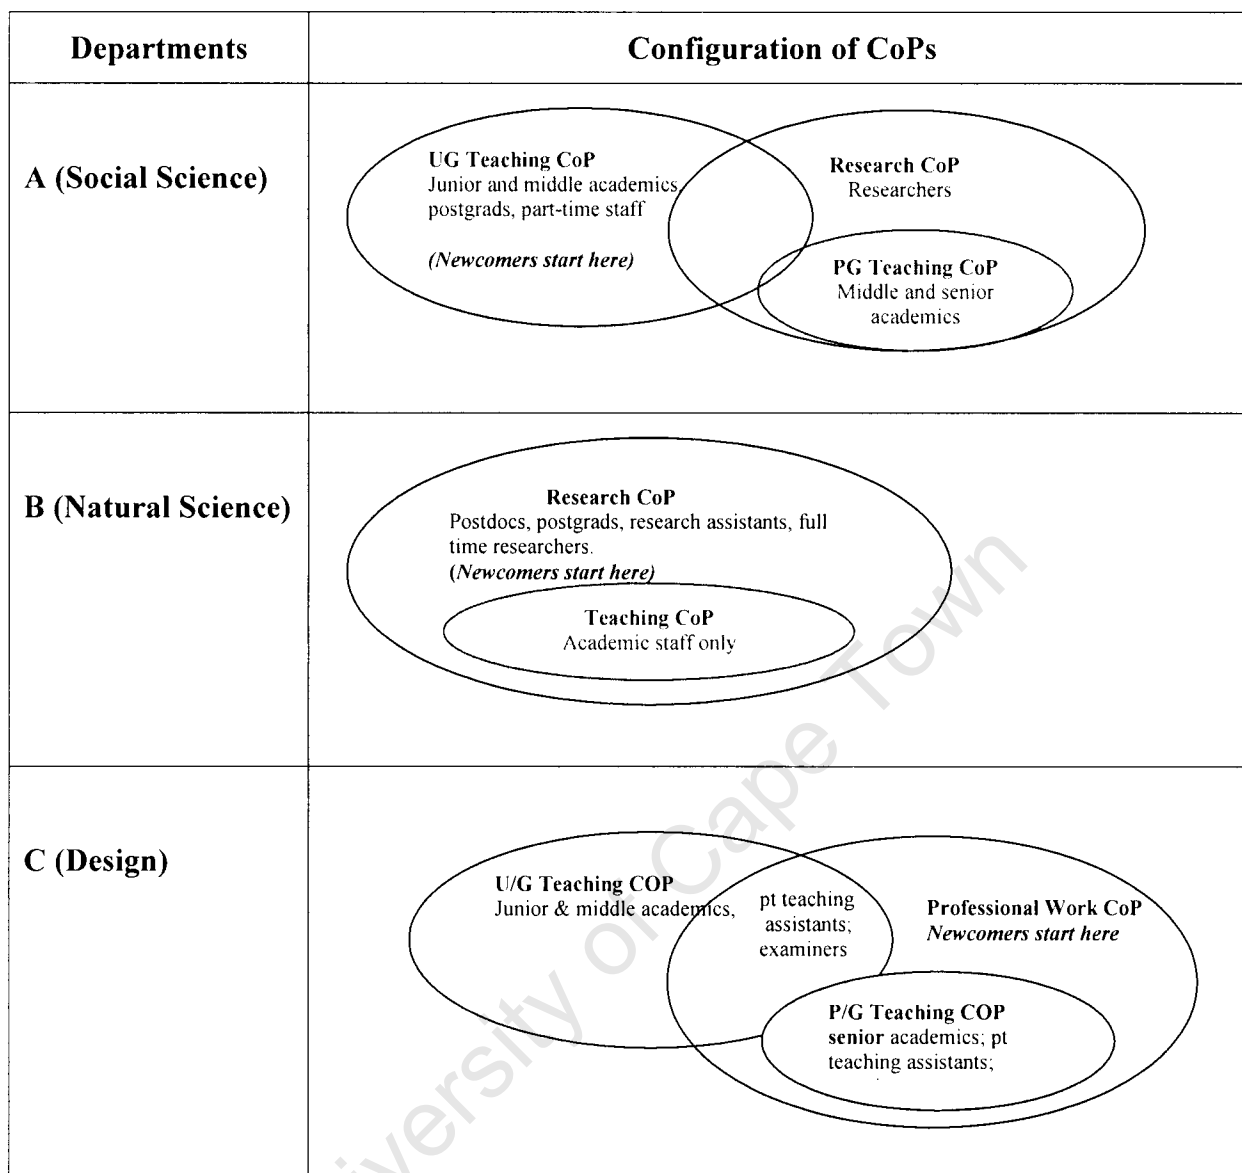 Departments
Configuration of CoPs
A (Social Science)
UG Teaching CoP
Junior and middle academics,
postgrads, part-time staff
(Newcomers start here)
Research CoP
Researchers
PG Teaching CoP
Middle and senior
academics
B (Natural Science)
Research CoP
Postdocs, postgrads, research assistants, full
time researchers.
(Newcomers start here)
Teaching CoP
Academic staff only
C (Design)
U/G Teaching COP
Junior & middle academics,
pt teaching
assistants;
examiners
Professional Work CoP
Newcomers start here
P/G Teaching COP
senior academics; pt
teaching assistants;
iversity of Cape Town